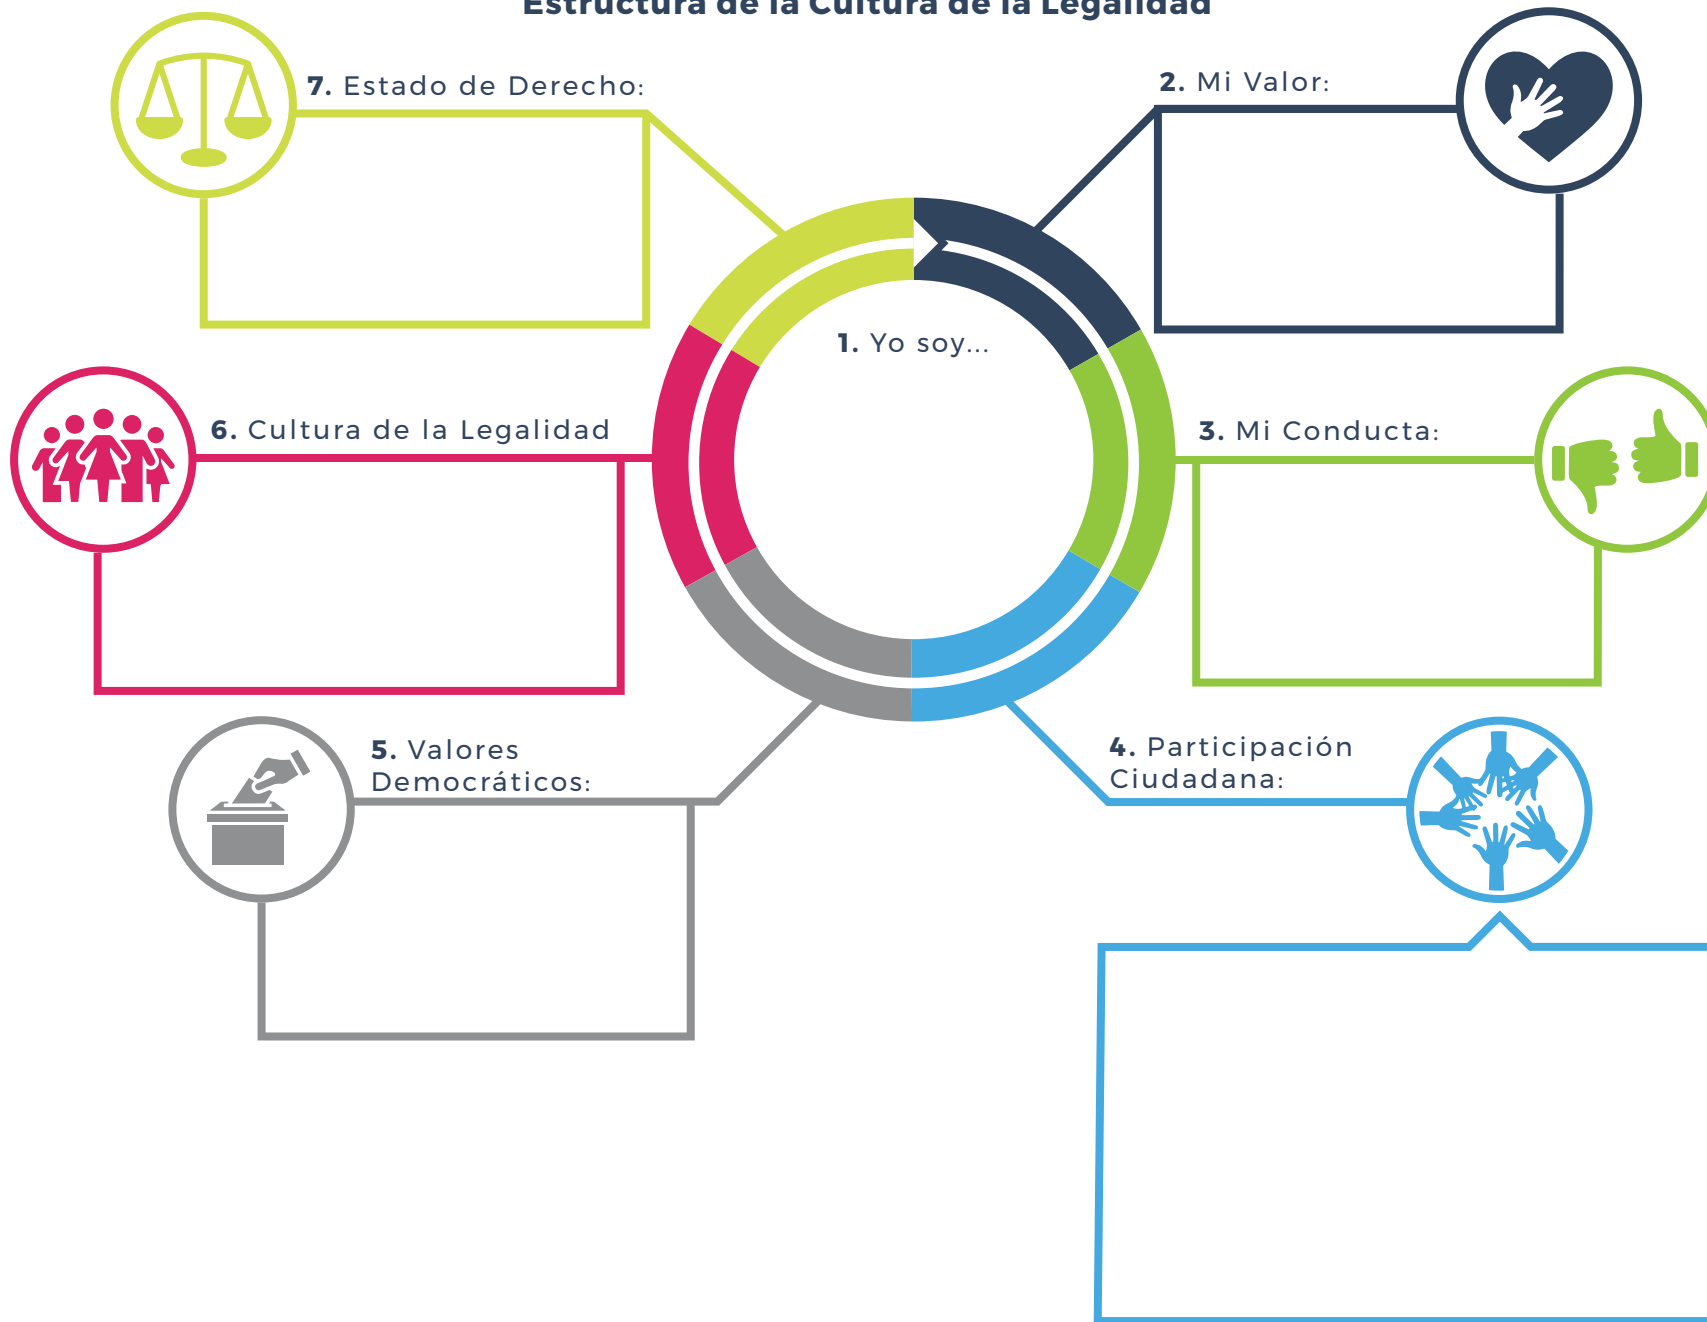 Estructura de la Cultura de la Legalidad
7. Estado de Derecho:
2. Mi Valor:
1. Yo soy...
6. Cultura de la Legalidad
3. Mi Conducta:
5. Valores
Democráticos:
4. Participación
Ciudadana: